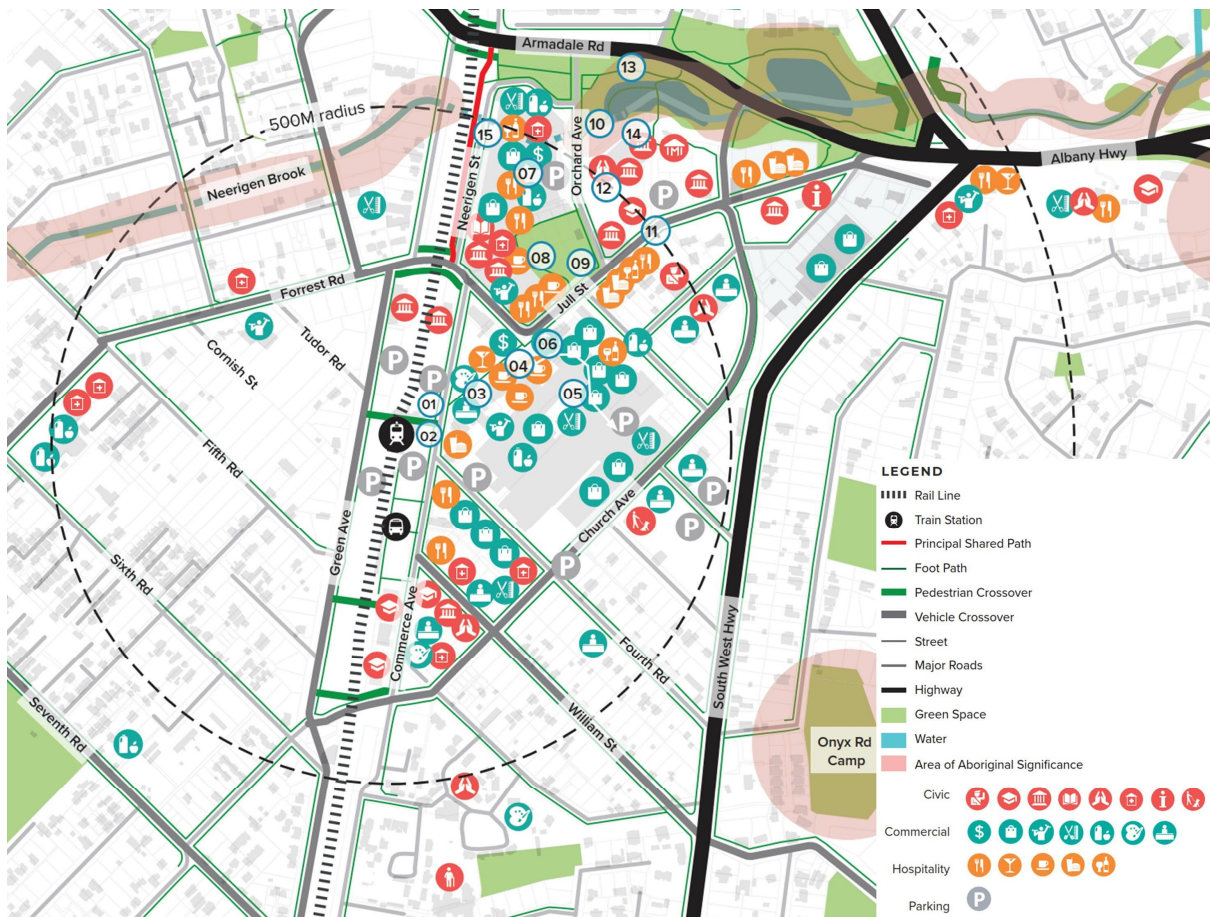 Armadale Rd
13
500M radius
15
10
14
Orchard Ave
Albany Hwy
$
Neerigen Brook
Neerigen St
07
P
12
P
11
08
09
Forrest Rd
Jull St
Tudor Rd
Cornish St
$
06
P
04
P
01
03
05
02
P
Fifth Rd
P
P
P
P
P
Church Ave
Green Ave
P
Sixth Rd
Commerce Ave
Fourth Rd
South West Hwy
Seventh Rd
William St
Onyx Rd
Camp
LEGEND
Rail Line
Train Station
Principal Shared Path
Foot Path
Pedestrian Crossover
Vehicle Crossover
Street
Major Roads
Highway
Green Space
Water
Area of Aboriginal Significance
Civic
Commercial $
Hospitality
Parking P